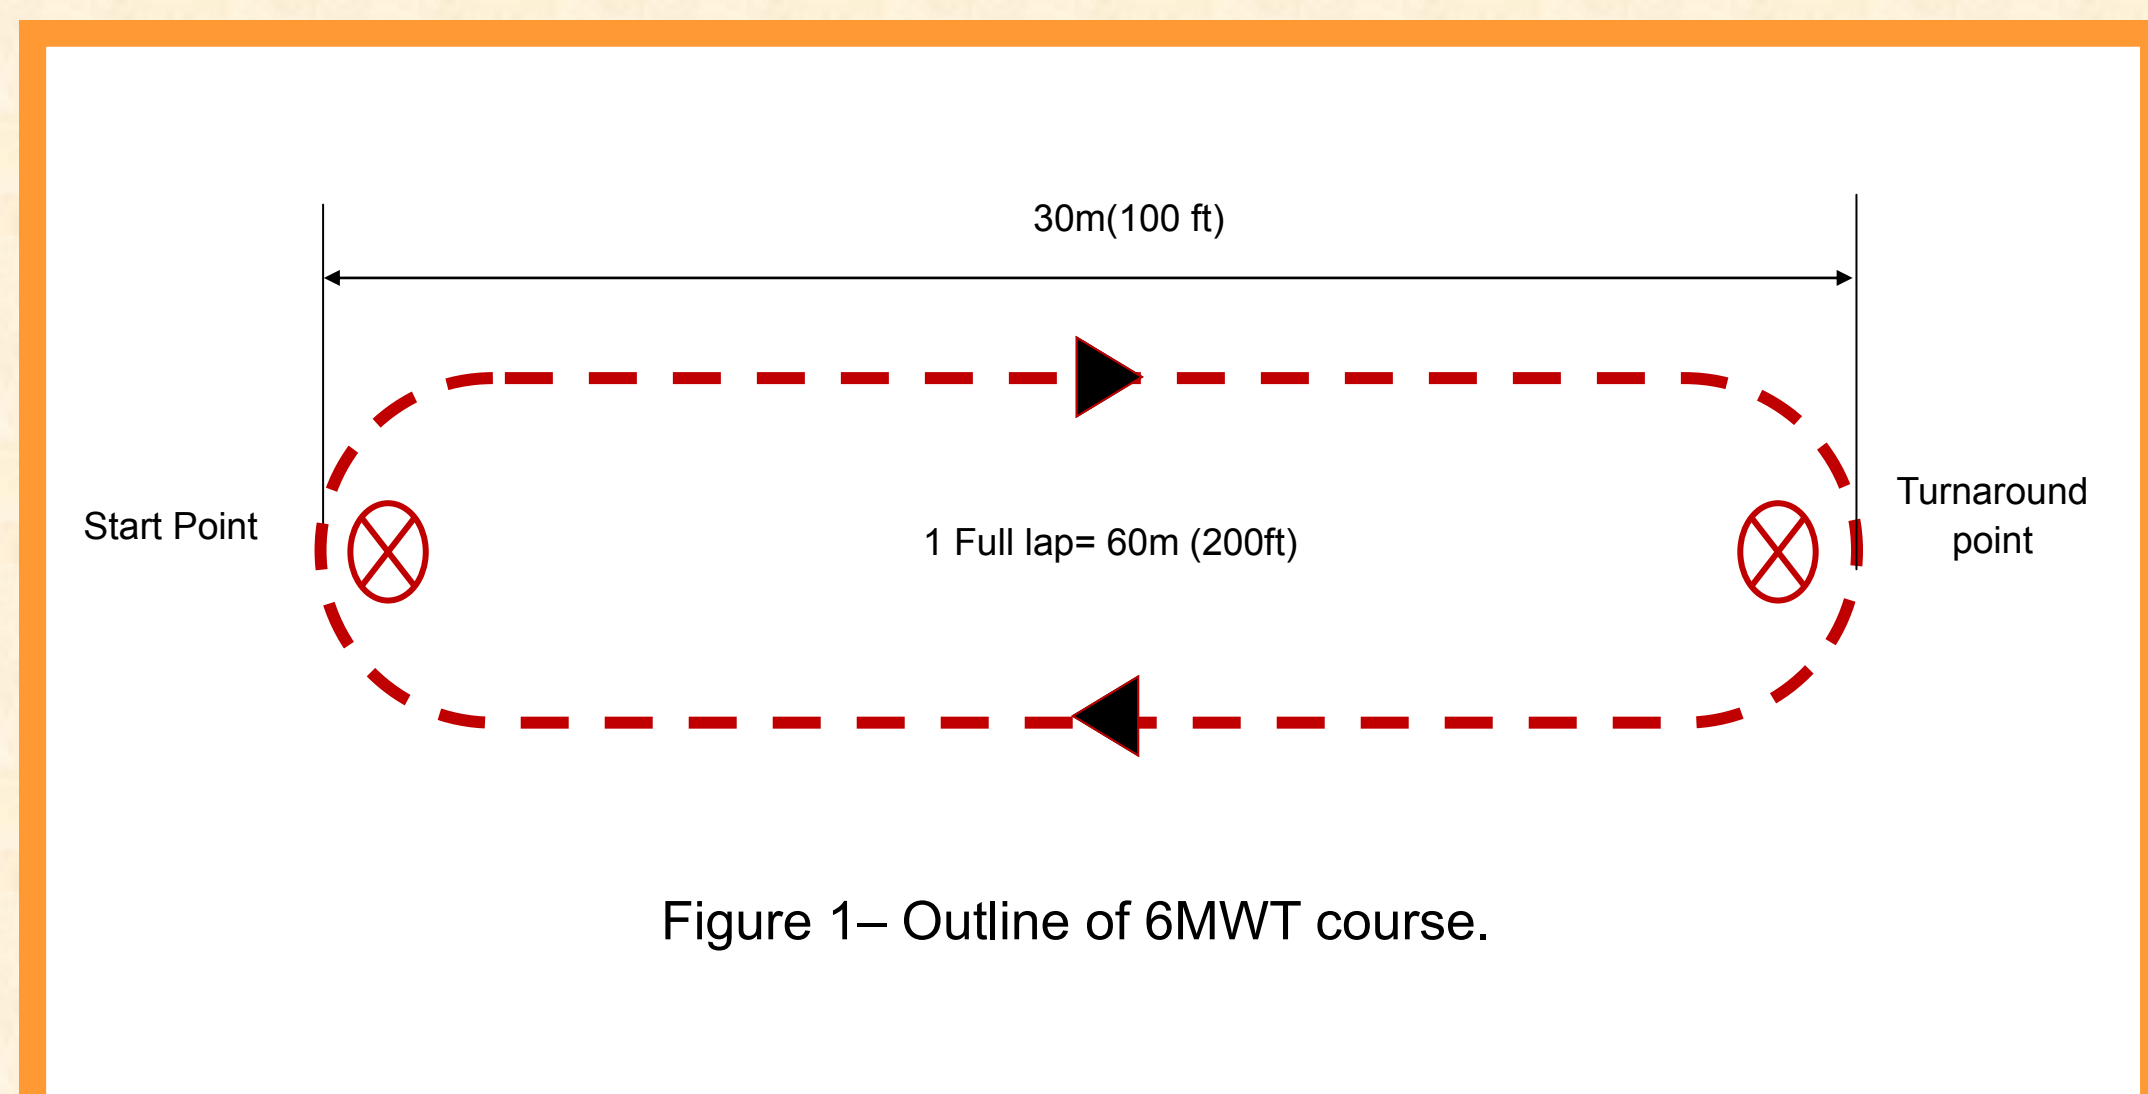 30m(100 ft)
Start Point
1 Full lap= 60m (200ft)
Turnaround
point
Figure 1– Outline of 6MWT course.